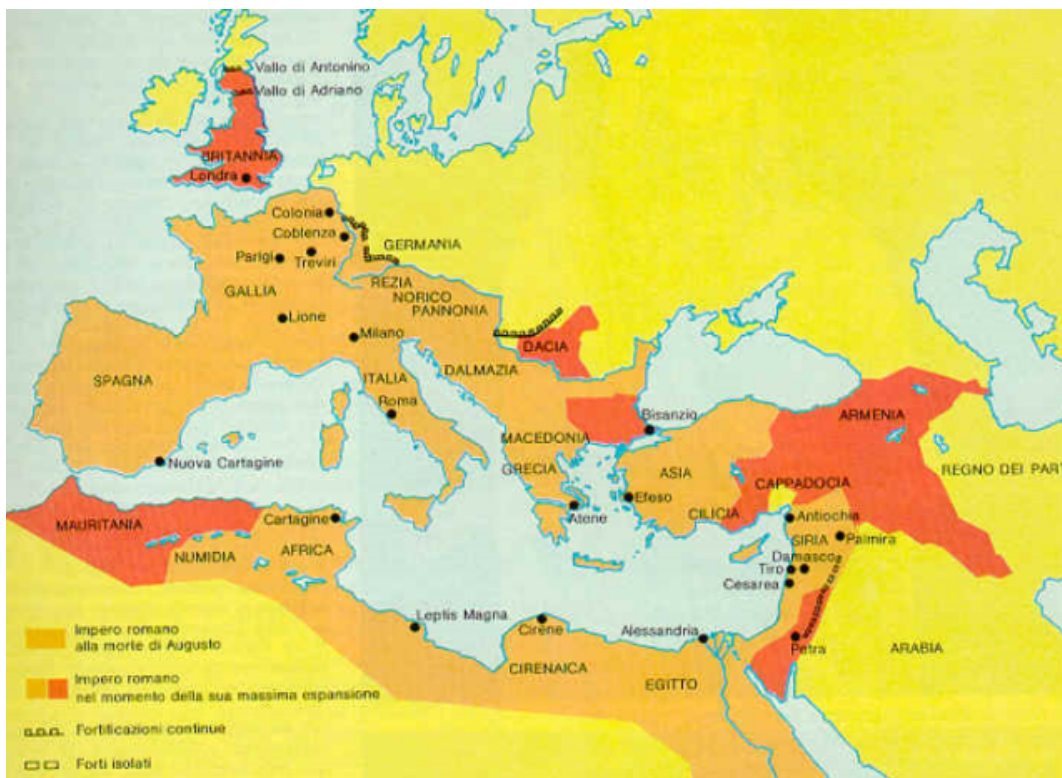 Vallo di Antonino
Vallo di Adriano
BRITANNIA
Londra
Colonia
Coblenza
GERMANIA
Parigi
Treviri
REZIA
GALLIA
NORICO
PANNONIA
Lione
Milano
DACIA
DALMAZIA
SPAGNA
ITALIA
Roma
Bisanzio
ARMENIA
MACEDONIA
Nuova Cartagine
GRECIA
ASIA
REGNO DEI PART
CAPPADOCIA
Efeso
Atene
CILICIA
MAURITANIA
Cartagine
Antiochia
NUMIDIA
AFRICA
SIRIA
Palmira
Damasco
Tiro
Cesarea
Leptis Magna
Cirene
Alessandria
Petra
ARABIA
CIRENAICA
EGITTO
Impero romano
alla morte di Augusto
Impero romano
nel momento della sua massima espansione
Fortificazioni continue
Forti isolati